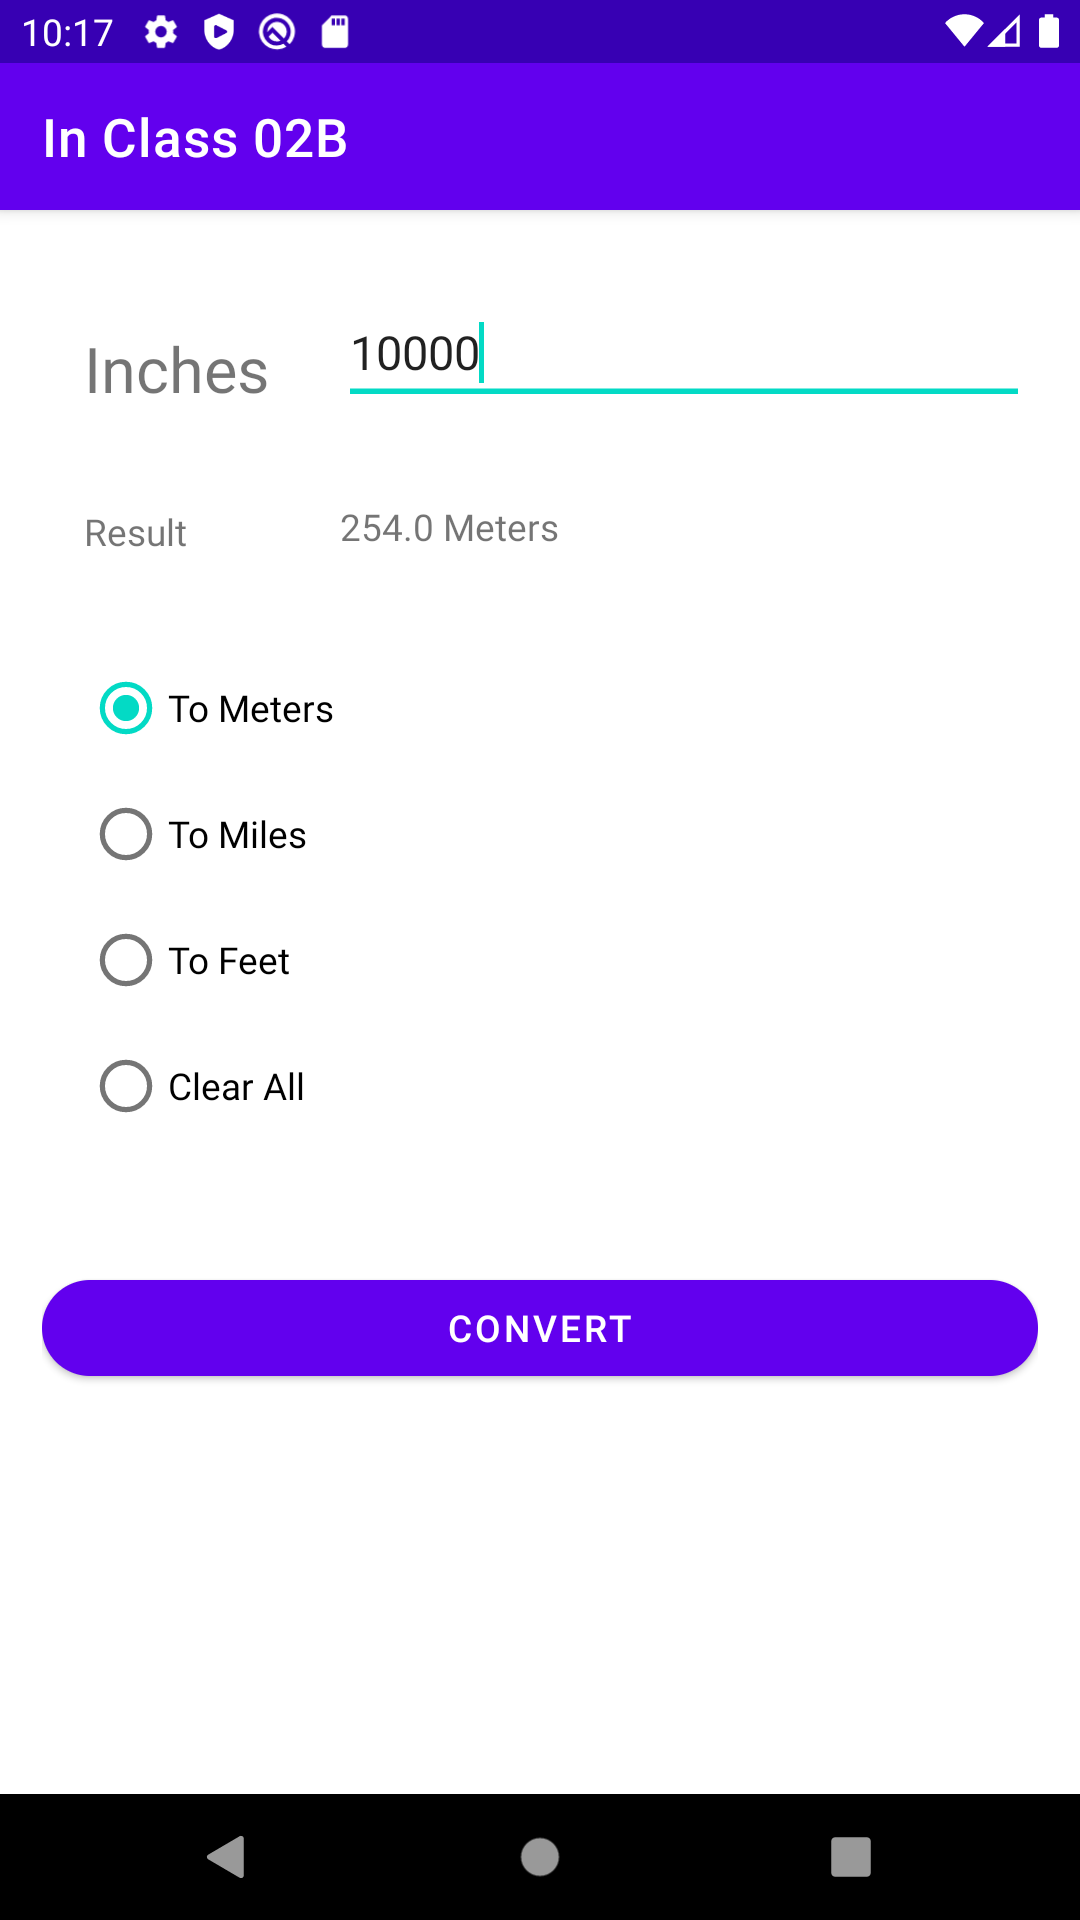 10:17
In Class 02B
Inches 10000
Result 254.0 Meters
To Meters
To Miles
To Feet
Clear All
CONVERT